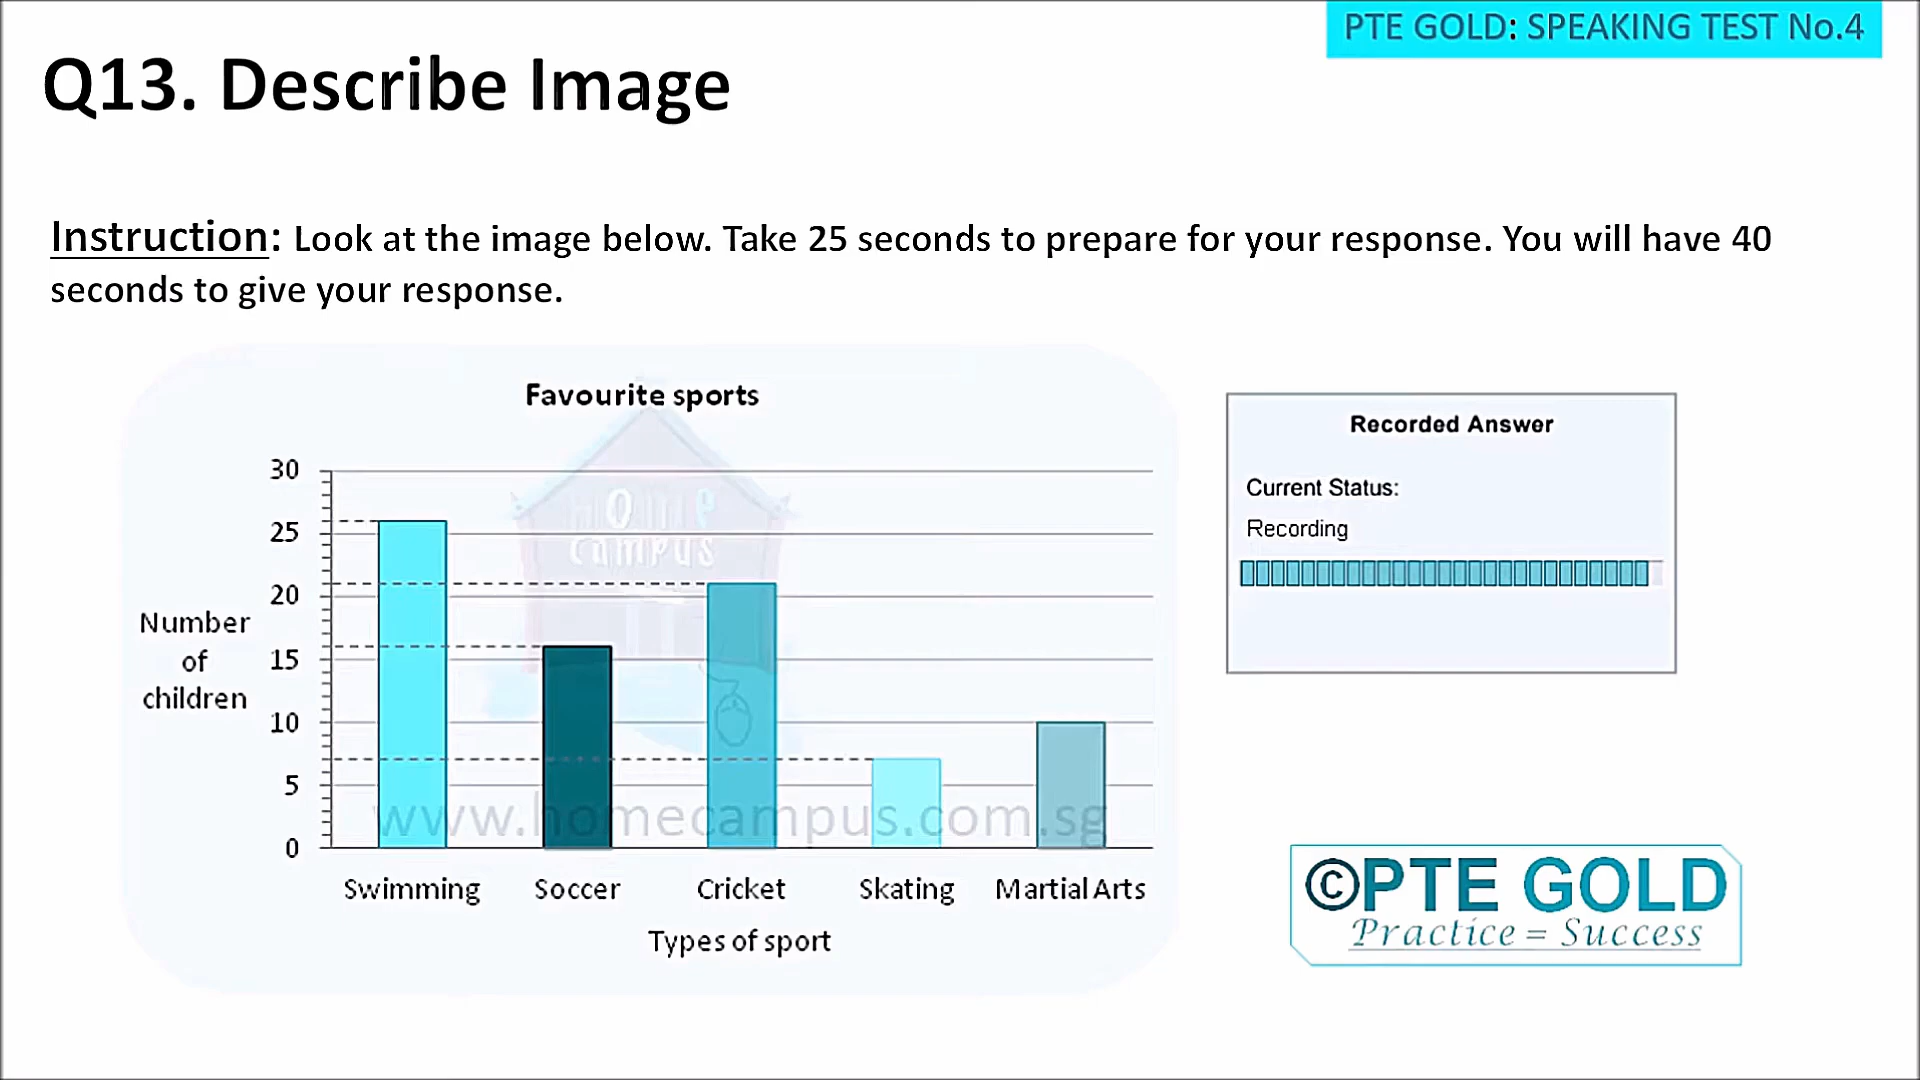 PTE GOLD: SPEAKING TEST No.4
Q13. Describe Image
Instruction: Look at the image below. Take 25 seconds to prepare for your response. You will have 40
seconds to give your response.
Favourite sports
30
25
20
15
10
5
0
Number
of
children
Swimming Soccer Cricket Skating Martial Arts
Types of sport
HOME
campus
www.homecampus.com.sg
Recorded Answer
Current Status:
Recording
©PTE GOLD
Practice = Success